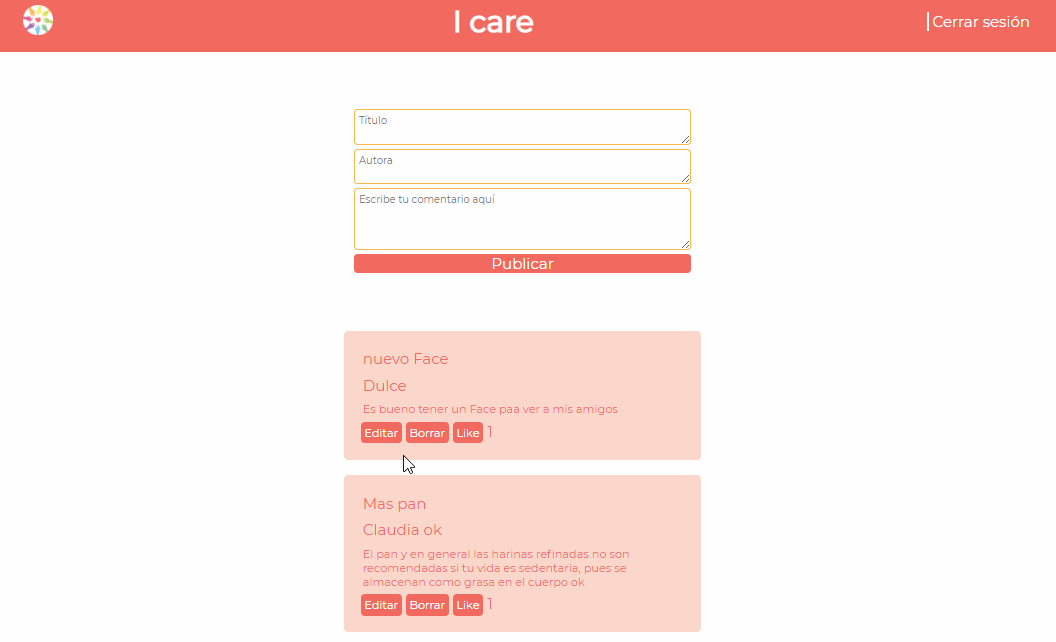 I care
Cerrar sesión
Título
Autora
Escribe tu comentario aquí
Publicar
nuevo Face
Dulce
Es bueno tener un Face paa ver a mis amigos
Editar Borrar Like 1
Mas pan
Claudia ok
El pan y en general las harinas refinadas no son
recomendadas si tu vida es sedentaria, pues se
almacenan como grasa en el cuerpo ok
Editar Borrar Like 1